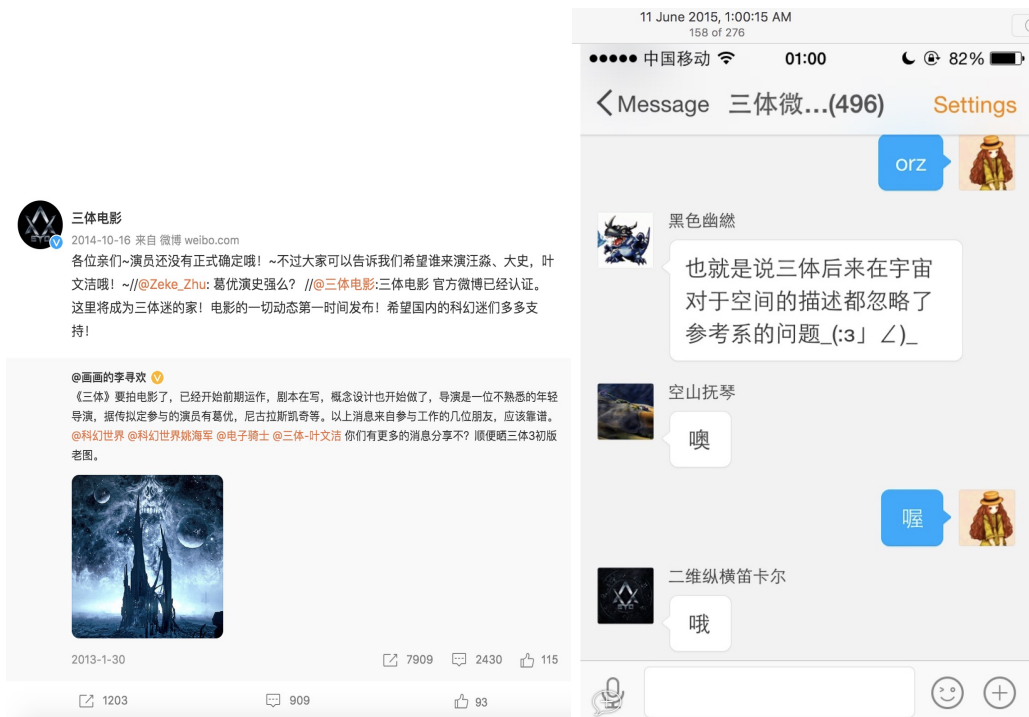 三体电影
2014-10-16 来自 微博 weibo.com
各位亲们~演员还没有正式确定哦！~不过大家可以告诉我们希望谁来演汪淼、大史，叶
文洁哦！~//@Zeke_Zhu: 葛优演史强么？ //@三体电影:三体电影 官方微博已经认证。
这里将成为三体迷的家！电影的一切动态第一时间发布！希望国内的科幻迷们多多支
持！
@画画的李寻欢
《三体》要拍电影了，已经开始前期运作，剧本在写，概念设计也开始做了，导演是一位不熟悉的年轻
导演，据传拟定参与的演员有葛优，尼古拉斯凯奇等。以上消息来自参与工作的几位朋友，应该靠谱。
@科幻世界 @科幻世界姚海军 @电子骑士 @三体-叶文洁 你们有更多的消息分享不？顺便晒三体3初版
老图。
2013-1-30 7909 2430 115
1203 909 93
11 June 2015, 1:00:15 AM
158 of 276
中国移动 01:00 82%
Message 三体微...(496) Settings
orz
黑色幽燃
也就是说三体后来在宇宙
对于空间的描述都忽略了
参考系的问题_(:з」∠)_
空山抚琴
噢
喔
二维纵横笛卡尔
哦